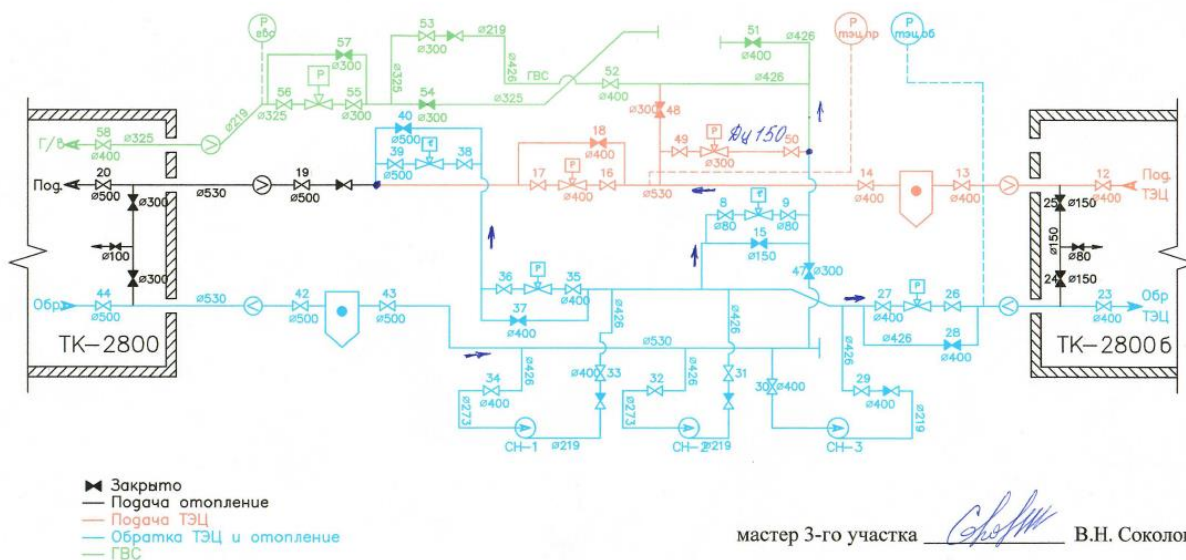 P
гвс
57
ø300
P
56
ø325
55
ø300
ø219
58
ø325
Г/в
ø400
53
ø300
ø219
ø325
ø426
ГВС
54
ø325
ø300
52
ø400
51
ø426
ø426
P
тэц.пр
P
тэц.об
40
ø500
39
ø500
т
38
18
ø400
17
P
16
ø400
ø300
48
49
P
ø300
50
Ду 150
ø530
20
Под.
ø500
ø530
19
ø500
14
ø400
13
ø400
12
ø400
Под.
ТЭЦ
ø300
ø100
ø300
8
ø80
т
9
ø80
15
ø150
47
ø300
25
ø150
ø150
ø80
24
ø150
44
Обр.
ø500
ø530
42
ø500
43
ø500
36
P
35
ø400
37
ø400
27
ø400
P
26
28
ø426
ø400
23
ø400
Обр
ТЭЦ
ТК-2800
ТК-2800б
ø530
ø426
ø426
ø426
ø426
ø426
34
ø400
ø400
33
32
31
30
ø400
29
ø400
ø273
ø273
ø219
ø219
ø219
СН-1
СН-2
СН-3
Закрыто
Подача отопление
Подача ТЭЦ
Обратка ТЭЦ и отопление
ГВС
мастер 3-го участка В.Н. Соколов